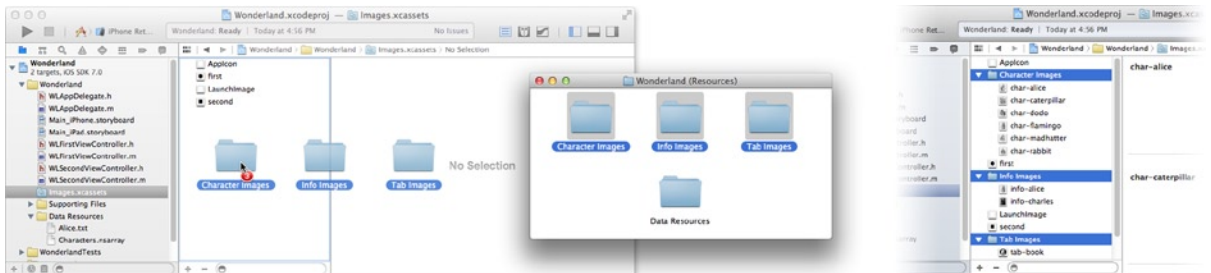 Wonderland.xcodeproj — Images.xcassets
iPhone Ret...
Wonderland: Ready | Today at 4:56 PM
No Issues
Wonderland
2 targets, iOS SDK 7.0
Wonderland
WLAppDelegate.h
WLAppDelegate.m
Main_iPhone.storyboard
Main_iPad.storyboard
WLFirstViewController.h
WLFirstViewController.m
WLSecondViewController.h
WLSecondViewController.m
Images.xcassets
Supporting Files
Data Resources
Alice.txt
Characters.nsarray
WonderlandTests
Wonderland › Wonderland › Images.xcassets › No Selection
AppIcon
first
LaunchImage
second
Character Images
Info Images
Tab Images
3
No Selection
Wonderland (Resources)
Character Images
Info Images
Tab Images
Data Resources
Wonderland.xcodeproj — Images.xca
Phone Ret...
Wonderland: Ready | Today at 4:56 PM
Wonderland › Wonderland › Images
AppIcon
Character Images
char-alice
char-caterpillar
char-dodo
char-flamingo
char-madhatter
char-rabbit
first
Info Images
info-alice
info-charles
LaunchImage
second
Tab Images
tab-book
char-alice
char-caterpillar